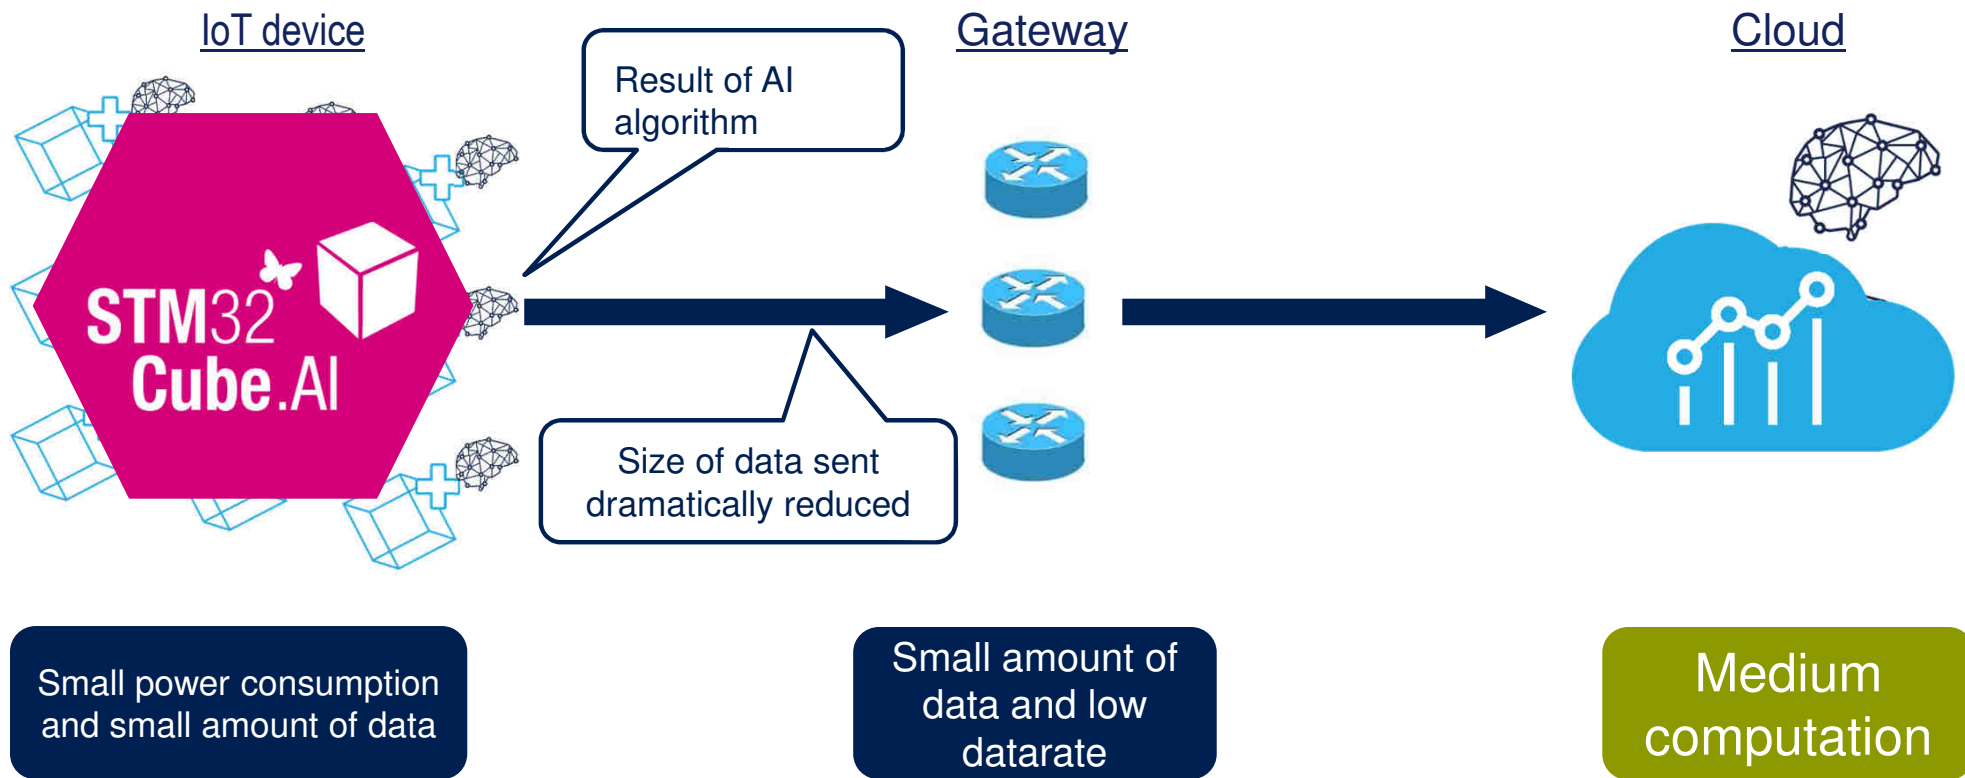 IoT device
Gateway
Cloud
Result of AI
algorithm
STM32
Cube.AI
Size of data sent
dramatically reduced
Small power consumption
and small amount of data
Small amount of
data and low
datarate
Medium
computation